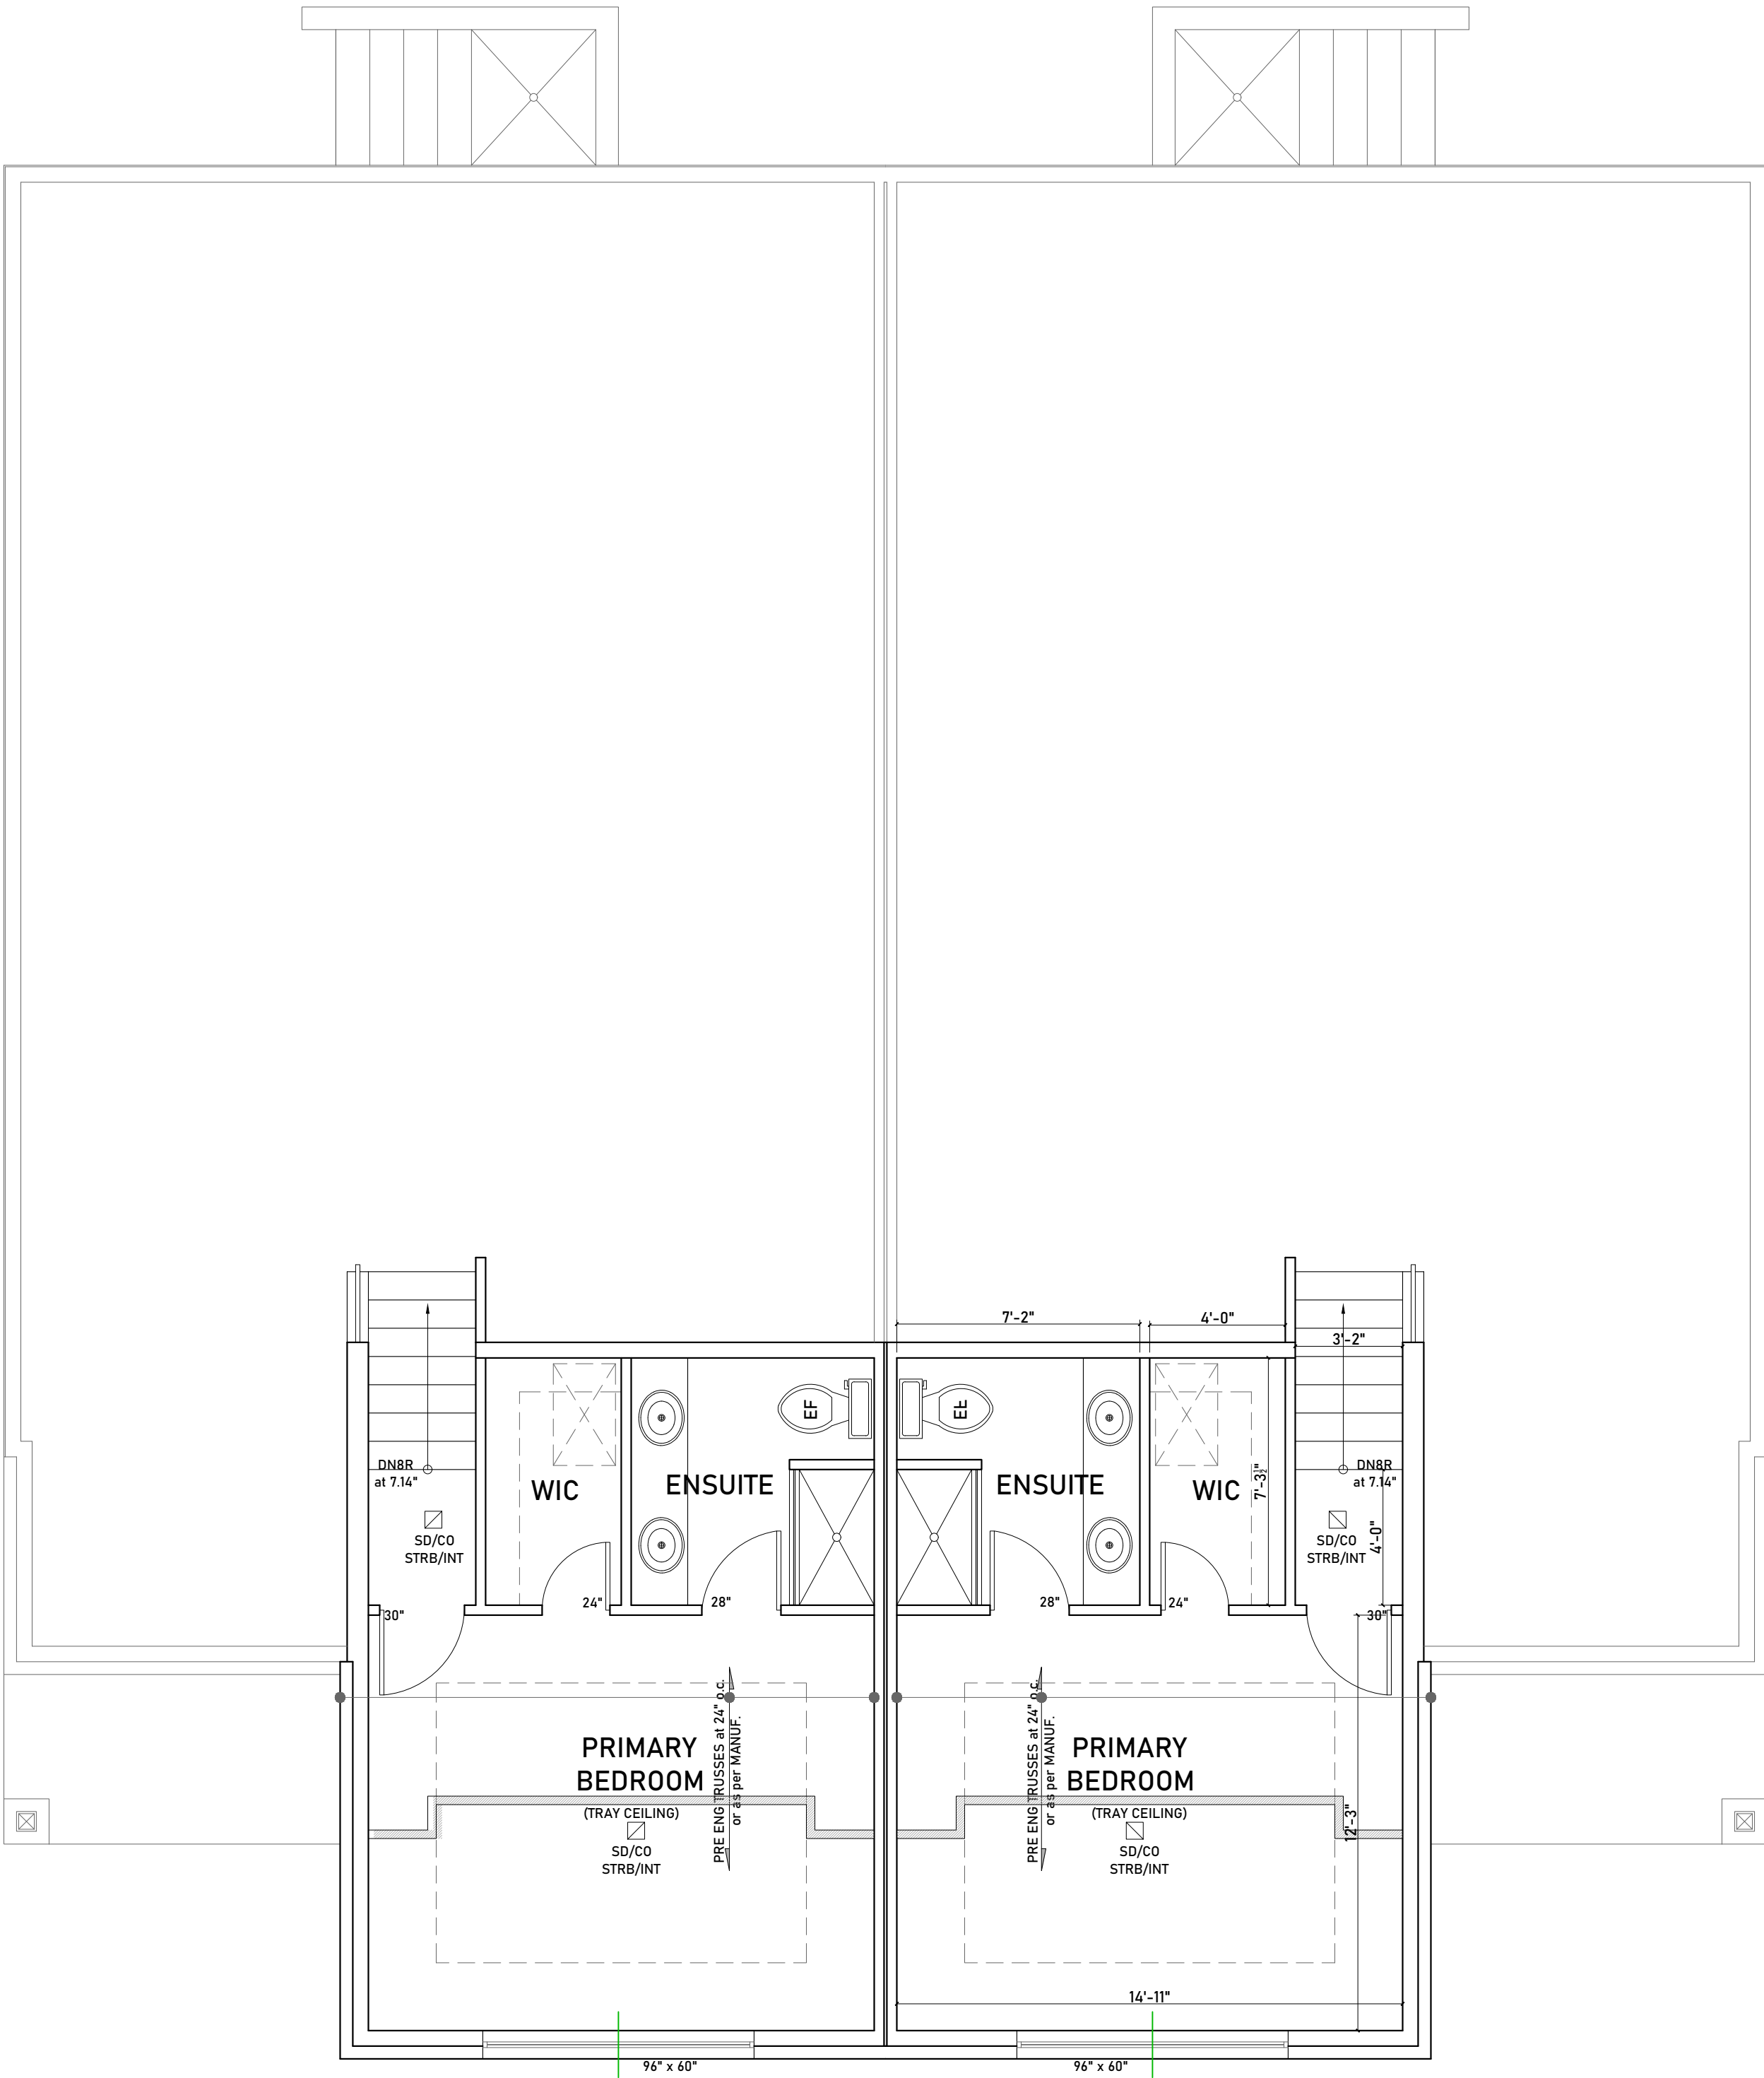 7'-2"
4'-0"
3'-2"
EF
EF
DN8R
at 7.14"
WIC
ENSUITE
ENSUITE
WIC
7'-3½"
DN8R
at 7.14"
SD/CO
STRB/INT
SD/CO
STRB/INT
4'-0"
30"
24"
28"
28"
24"
30"
PRIMARY
BEDROOM
(TRAY CEILING)
SD/CO
STRB/INT
PRE ENG TRUSSES at 24" o.c.
or as per MANUF.
PRE ENG TRUSSES at 24" o.c.
or as per MANUF.
PRIMARY
BEDROOM
(TRAY CEILING)
SD/CO
STRB/INT
12'-3"
14'-11"
96" x 60"
96" x 60"